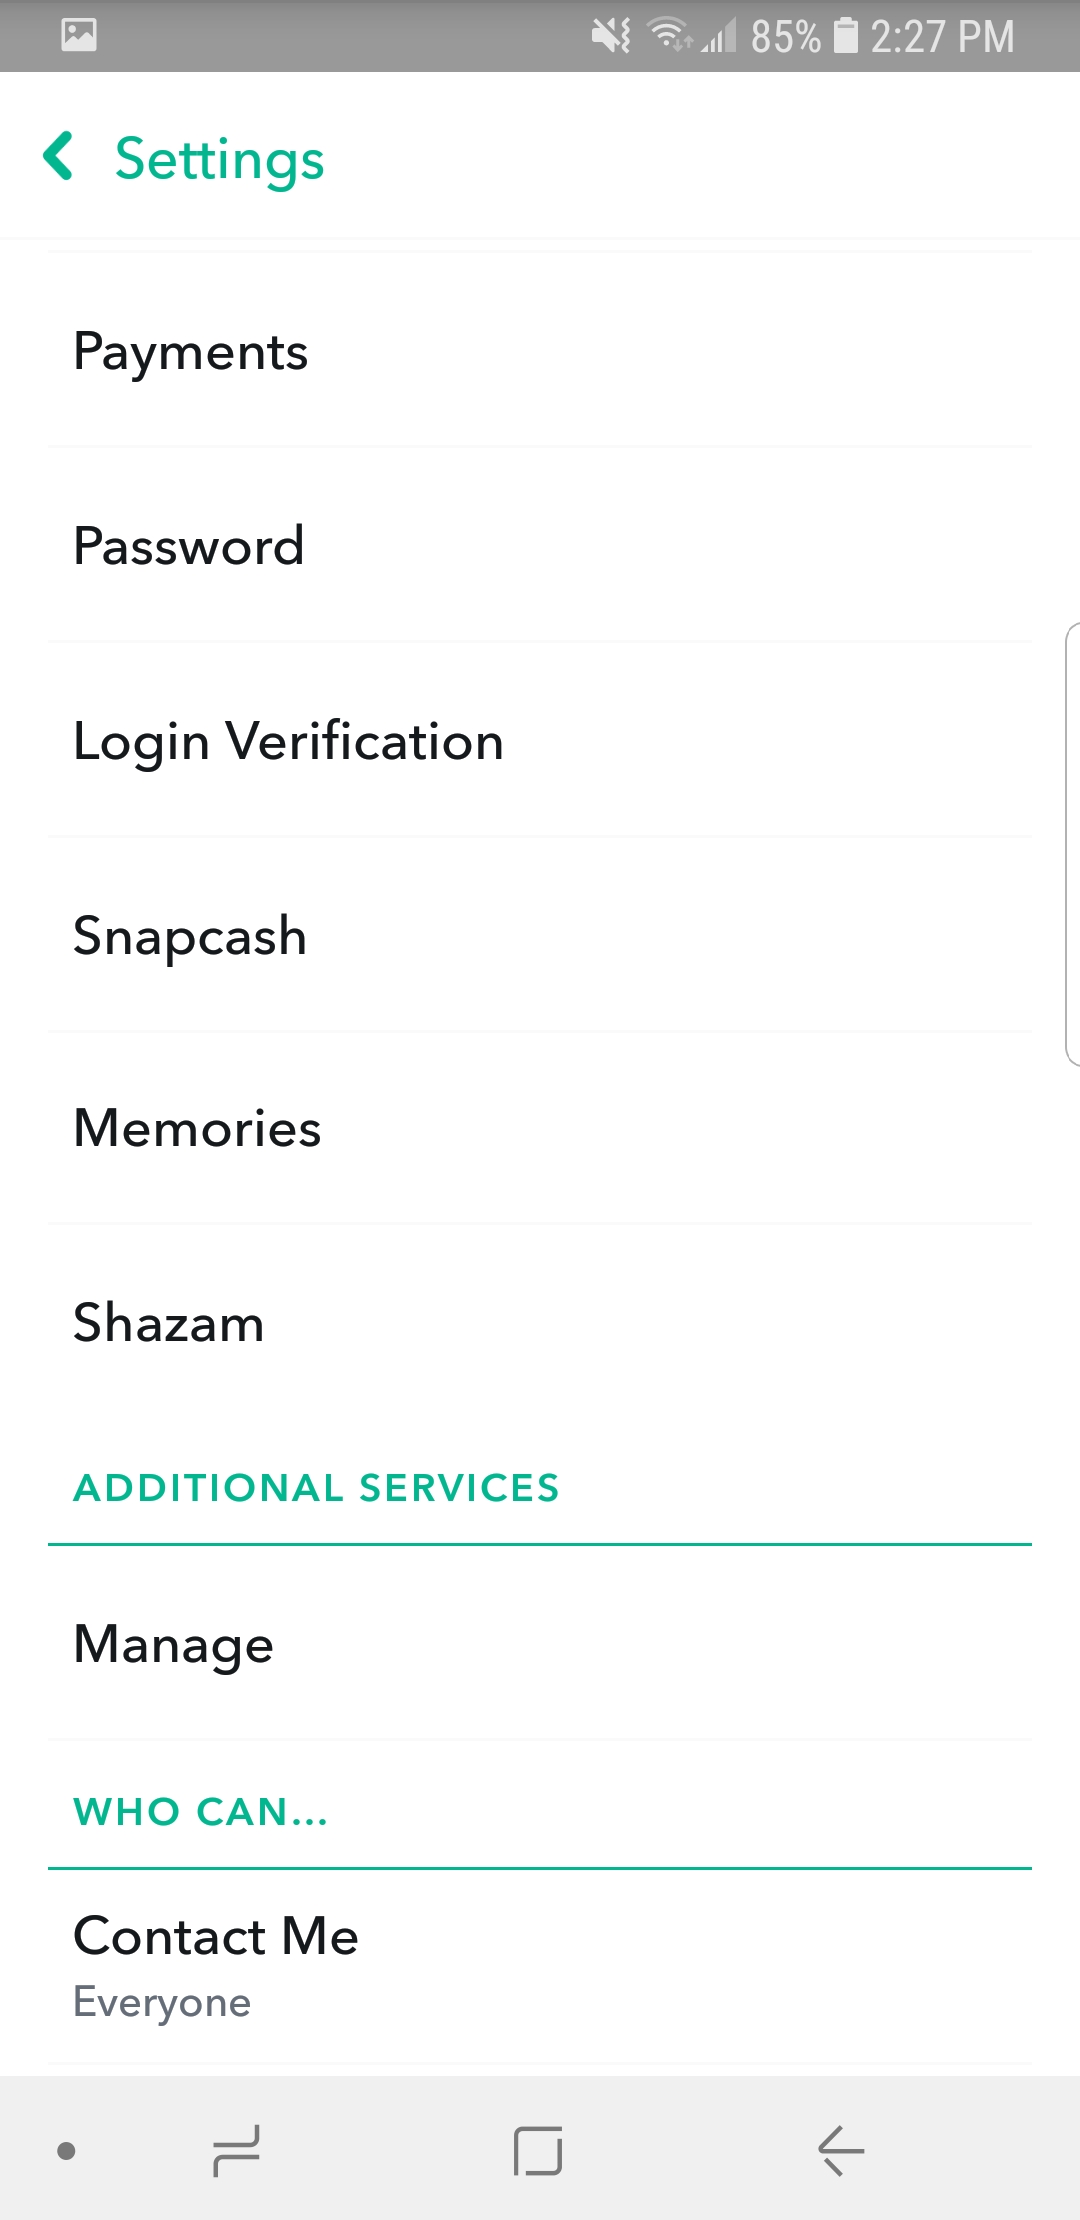 85% 2:27 PM
Settings
Payments
Password
Login Verification
Snapcash
Memories
Shazam
ADDITIONAL SERVICES
Manage
WHO CAN...
Contact Me
Everyone